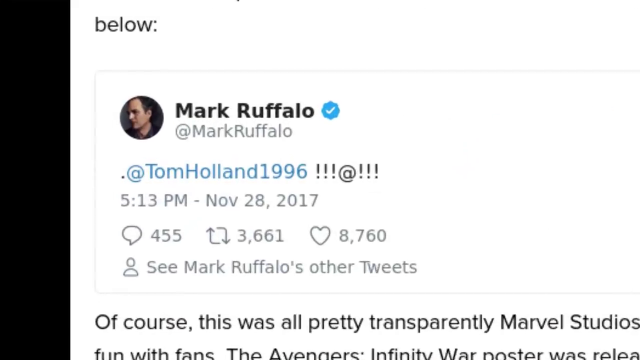 below:
Mark Ruffalo
@MarkRuffalo
.@TomHolland1996 !!!@!!!
5:13 PM - Nov 28, 2017
455 3,661 8,760
See Mark Ruffalo's other Tweets
Of course, this was all pretty transparently Marvel Studios
fun with fans. The Avengers: Infinity War poster was